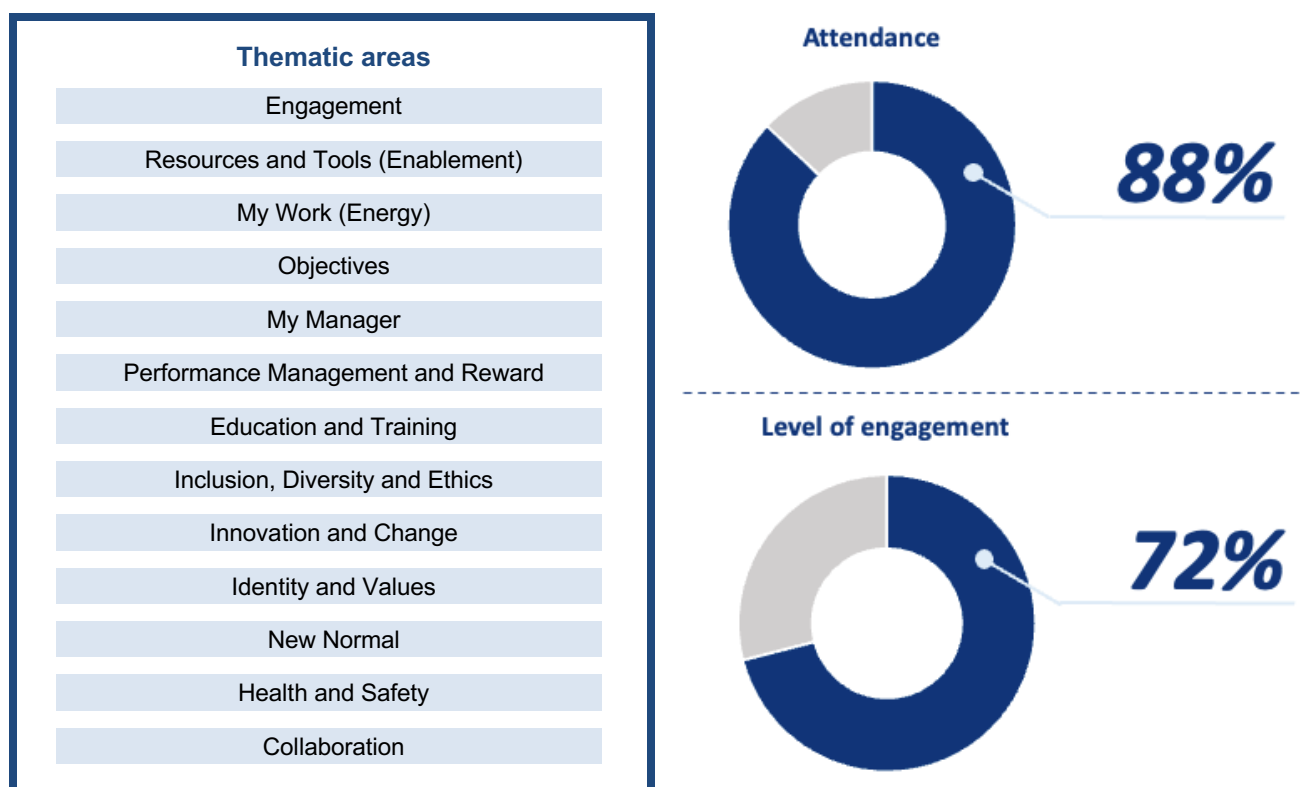 Thematic areas
Engagement
Resources and Tools (Enablement)
My Work (Energy)
Objectives
My Manager
Performance Management and Reward
Education and Training
Inclusion, Diversity and Ethics
Innovation and Change
Identity and Values
New Normal
Health and Safety
Collaboration
Attendance
88%
Level of engagement
72%